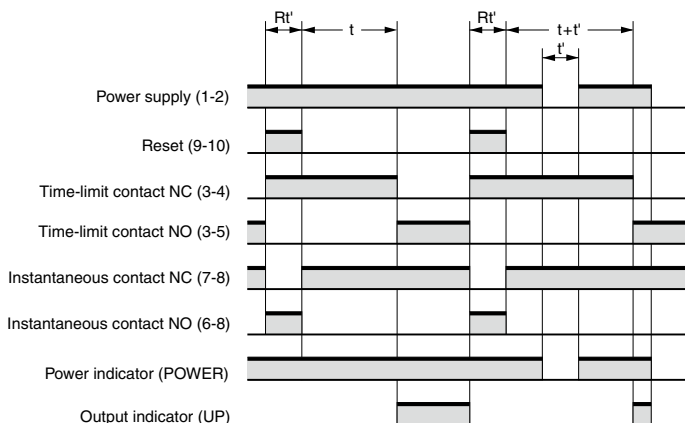 Rt' t Rt' t+t'
t'
Power supply (1-2)
Reset (9-10)
Time-limit contact NC (3-4)
Time-limit contact NO (3-5)
Instantaneous contact NC (7-8)
Instantaneous contact NO (6-8)
Power indicator (POWER)
Output indicator (UP)